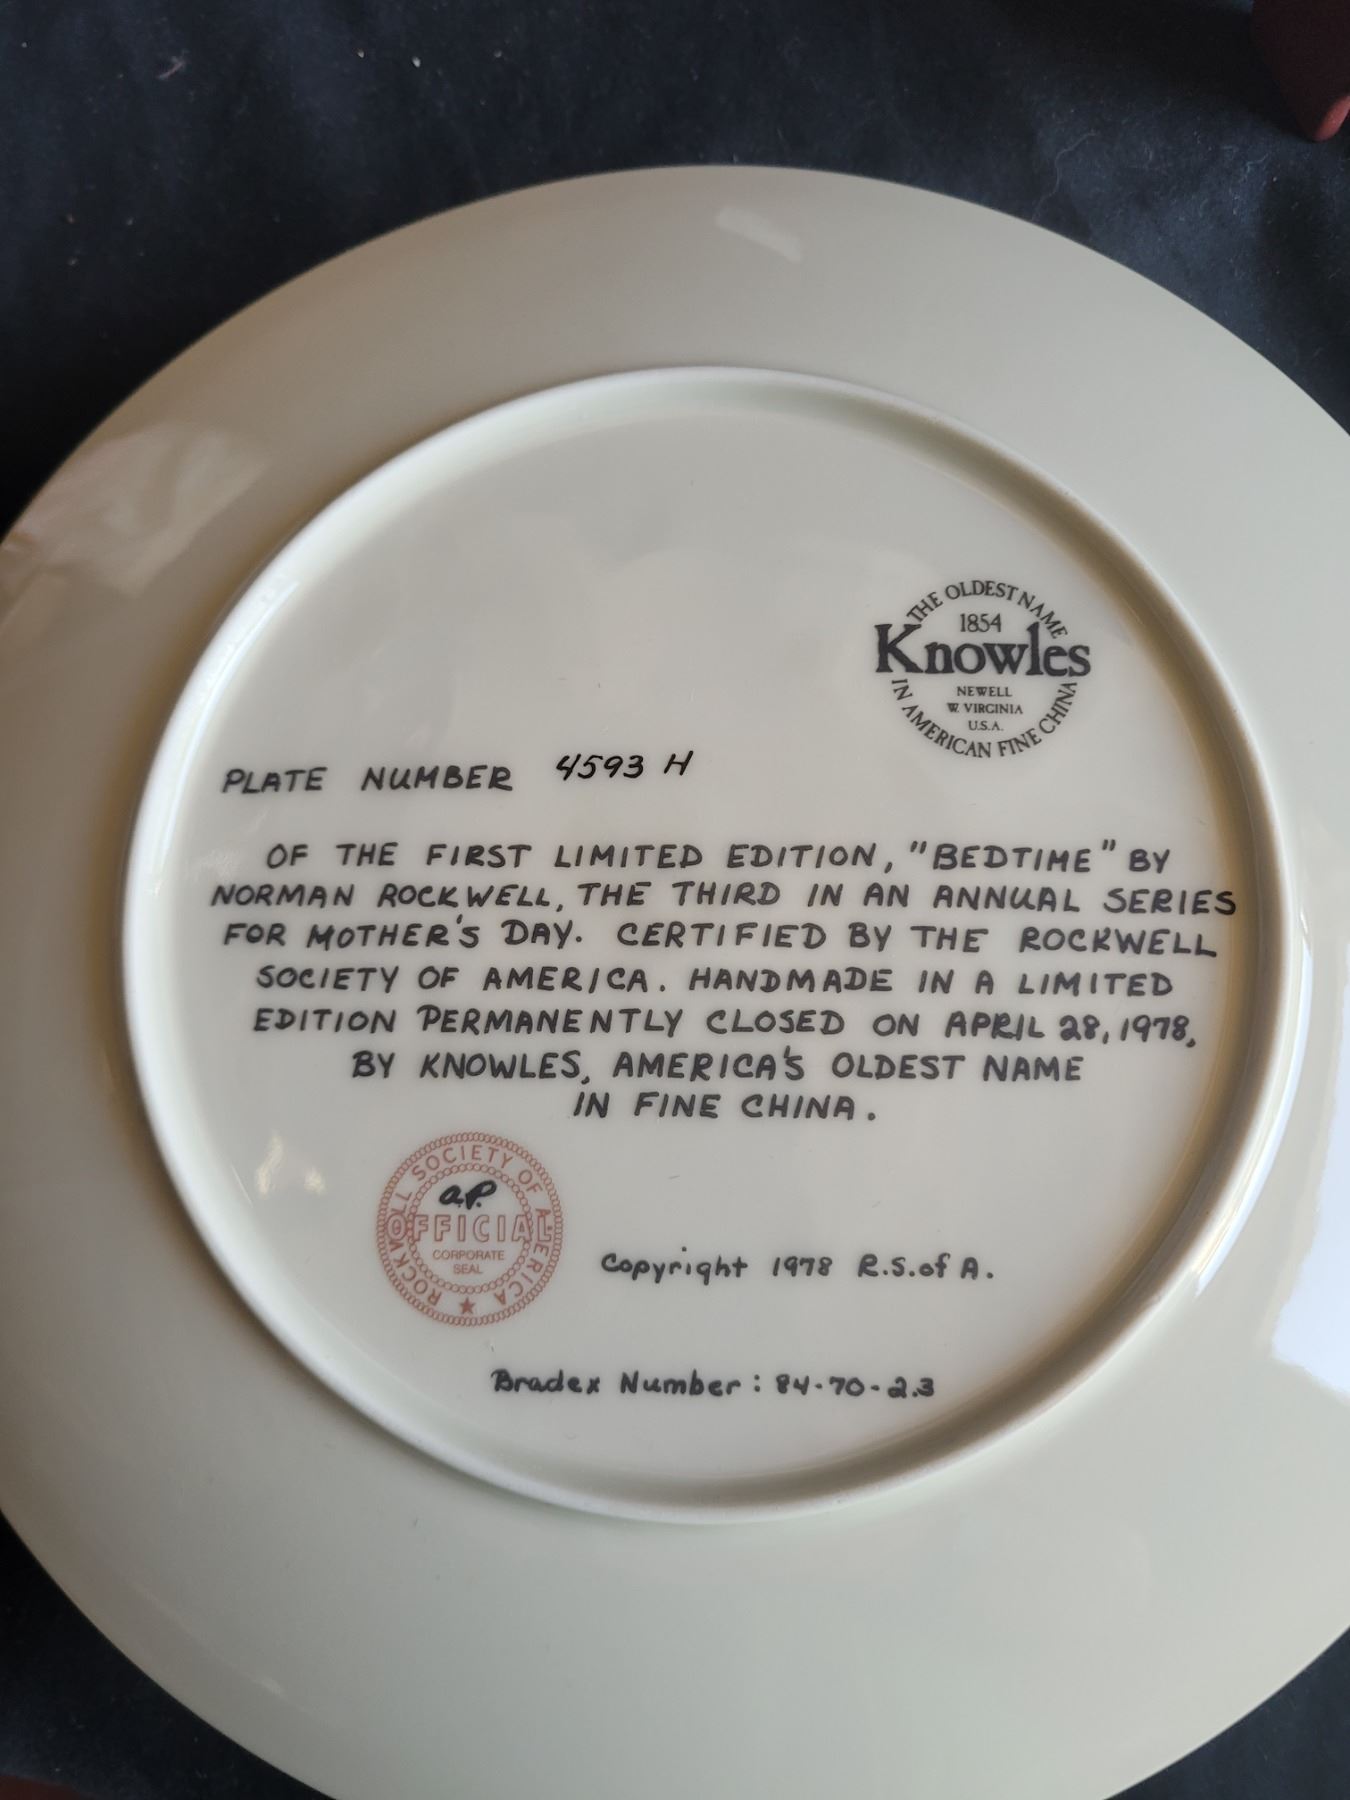 THE OLDEST NAME
1854
Knowles
NEWELL
W. VIRGINIA
U.S.A.
IN AMERICAN FINE CHINA
PLATE NUMBER 4593 H
OF THE FIRST LIMITED EDITION, "BEDTIME" BY
NORMAN ROCKWELL, THE THIRD IN AN ANNUAL SERIES
FOR MOTHER'S DAY. CERTIFIED BY THE ROCKWELL
SOCIETY OF AMERICA. HANDMADE IN A LIMITED
EDITION PERMANENTLY CLOSED ON APRIL 28, 1978,
BY KNOWLES, AMERICA'S OLDEST NAME
IN FINE CHINA.
ROCKWELL SOCIETY OF AMERICA
a.P.
OFFICIAL
CORPORATE
SEAL
Copyright 1978 R.S.of A.
Bradex Number: 84-70-2.3